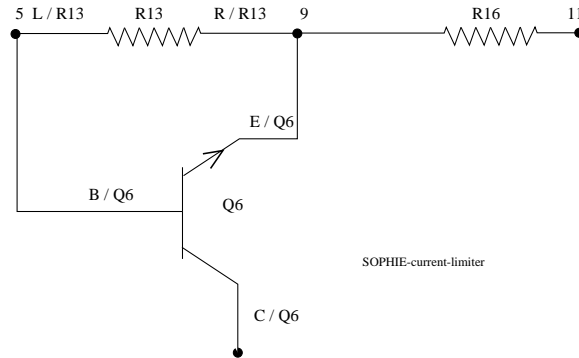 5 L / R13 R13 R / R13 9 R16 11
E / Q6
B / Q6 Q6
SOPHIE-current-limiter
C / Q6